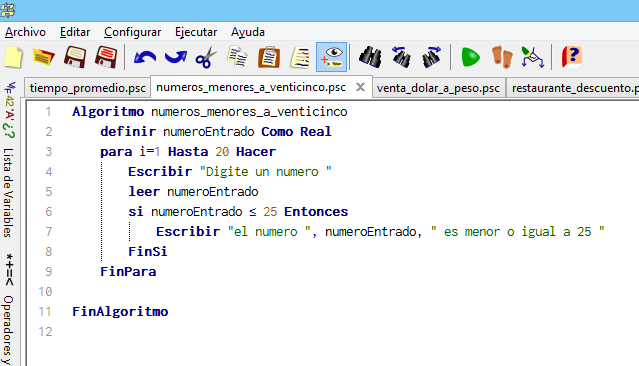 Archivo Editar Configurar Ejecutar Ayuda
tiempo_promedio.psc numeros_menores_a_venticinco.psc venta_dolar_a_peso.psc restaurante_descuento.p
1 Algoritmo numeros_menores_a_venticinco
2 definir numeroEntrado Como Real
3 para i=1 Hasta 20 Hacer
4 Escribir "Digite un numero "
5 leer numeroEntrado
6 si numeroEntrado ≤ 25 Entonces
7 Escribir "el numero ", numeroEntrado, " es menor o igual a 25 "
8 FinSi
9 FinPara
10
11 FinAlgoritmo
12
Lista de Variables
*+=<
Operadores y